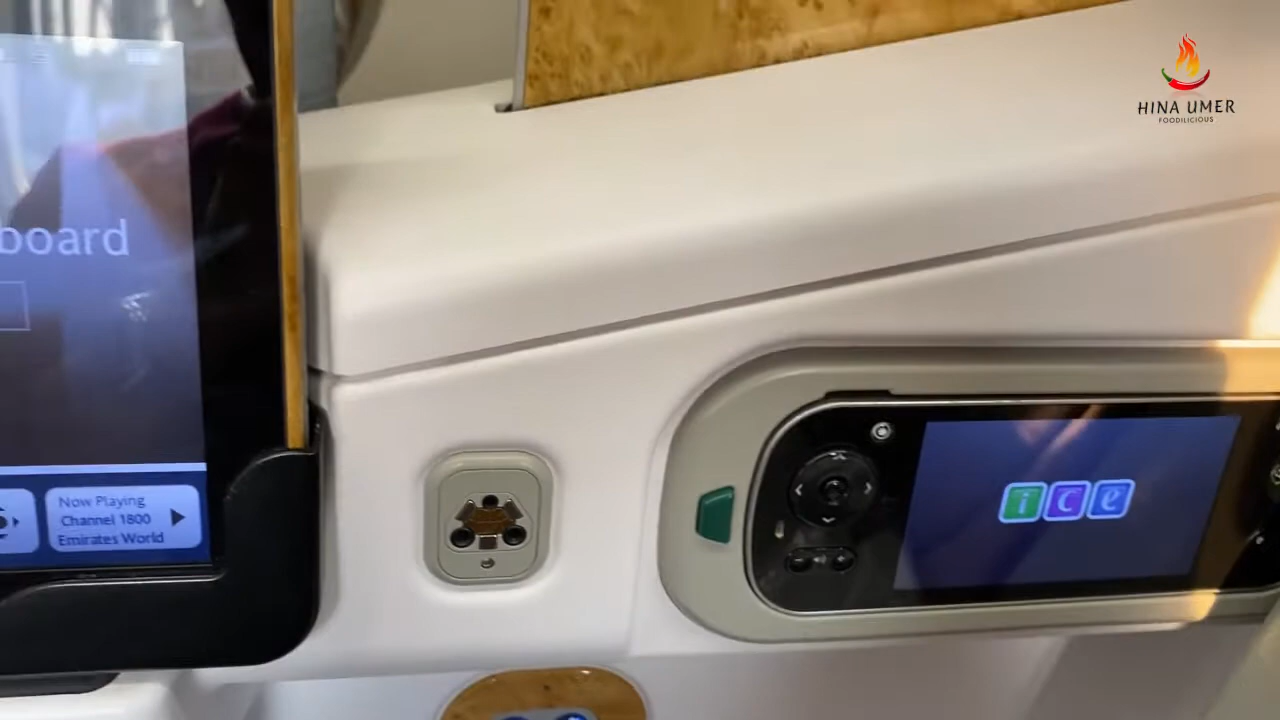 HINA UMER
FOODILICIOUS
board
Now Playing
Channel 1800
Emirates World
ice